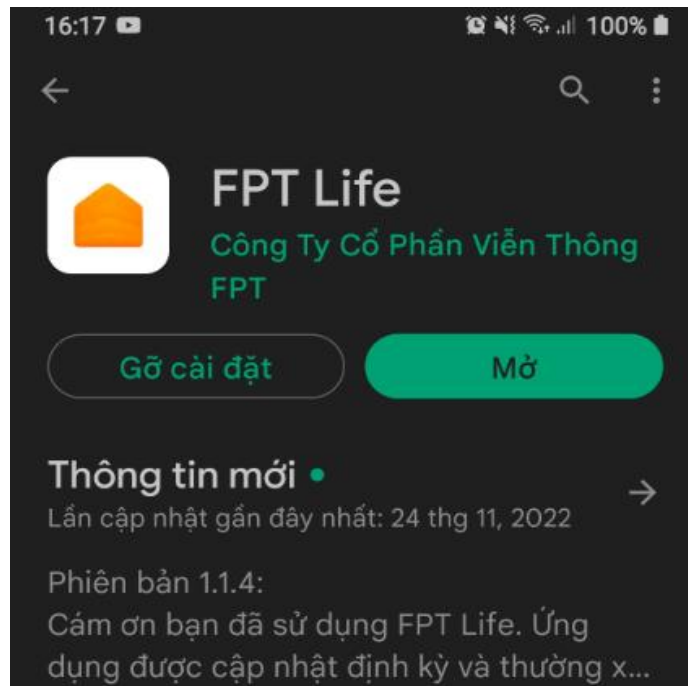 16:17 100%
FPT Life
Công Ty Cổ Phần Viễn Thông
FPT
Gỡ cài đặt Mở
Thông tin mới
Lần cập nhật gần đây nhất: 24 thg 11, 2022
Phiên bản 1.1.4:
Cám ơn bạn đã sử dụng FPT Life. Ứng
dụng được cập nhật định kỳ và thường x...